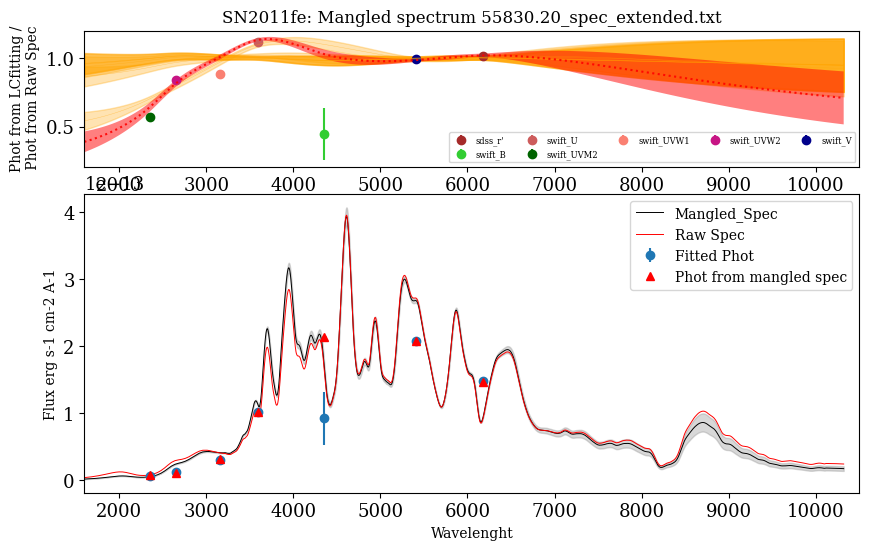 SN2011fe: Mangled spectrum 55830.20_spec_extended.txt
Phot from LCfitting /
Phot from Raw Spec
1.0
0.5
sdss_r'
swift_B
swift_U
swift_UVM2
swift_UVW1
swift_UVW2
swift_V
2000 3000 4000 5000 6000 7000 8000 9000 10000
1e−13
Flux erg s-1 cm-2 A-1
4
3
2
1
0
Mangled_Spec
Raw Spec
Fitted Phot
Phot from mangled spec
2000 3000 4000 5000 6000 7000 8000 9000 10000
Wavelenght